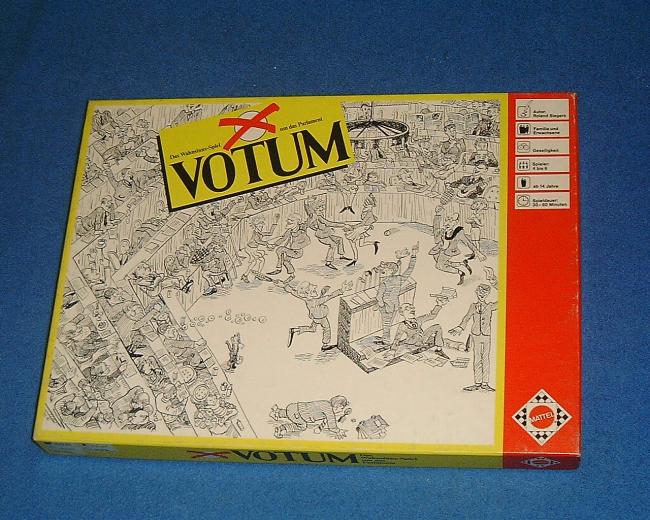 Das Wahnsinns-Spiel um das Parlament
VOTUM
Autor:
Roland Siegers
Familie und
Erwachsene
Geselligkeit
Spieler:
4 bis 6
ab 14 Jahre
Spieldauer:
30-60 Minuten
MATTEL
VOTUM